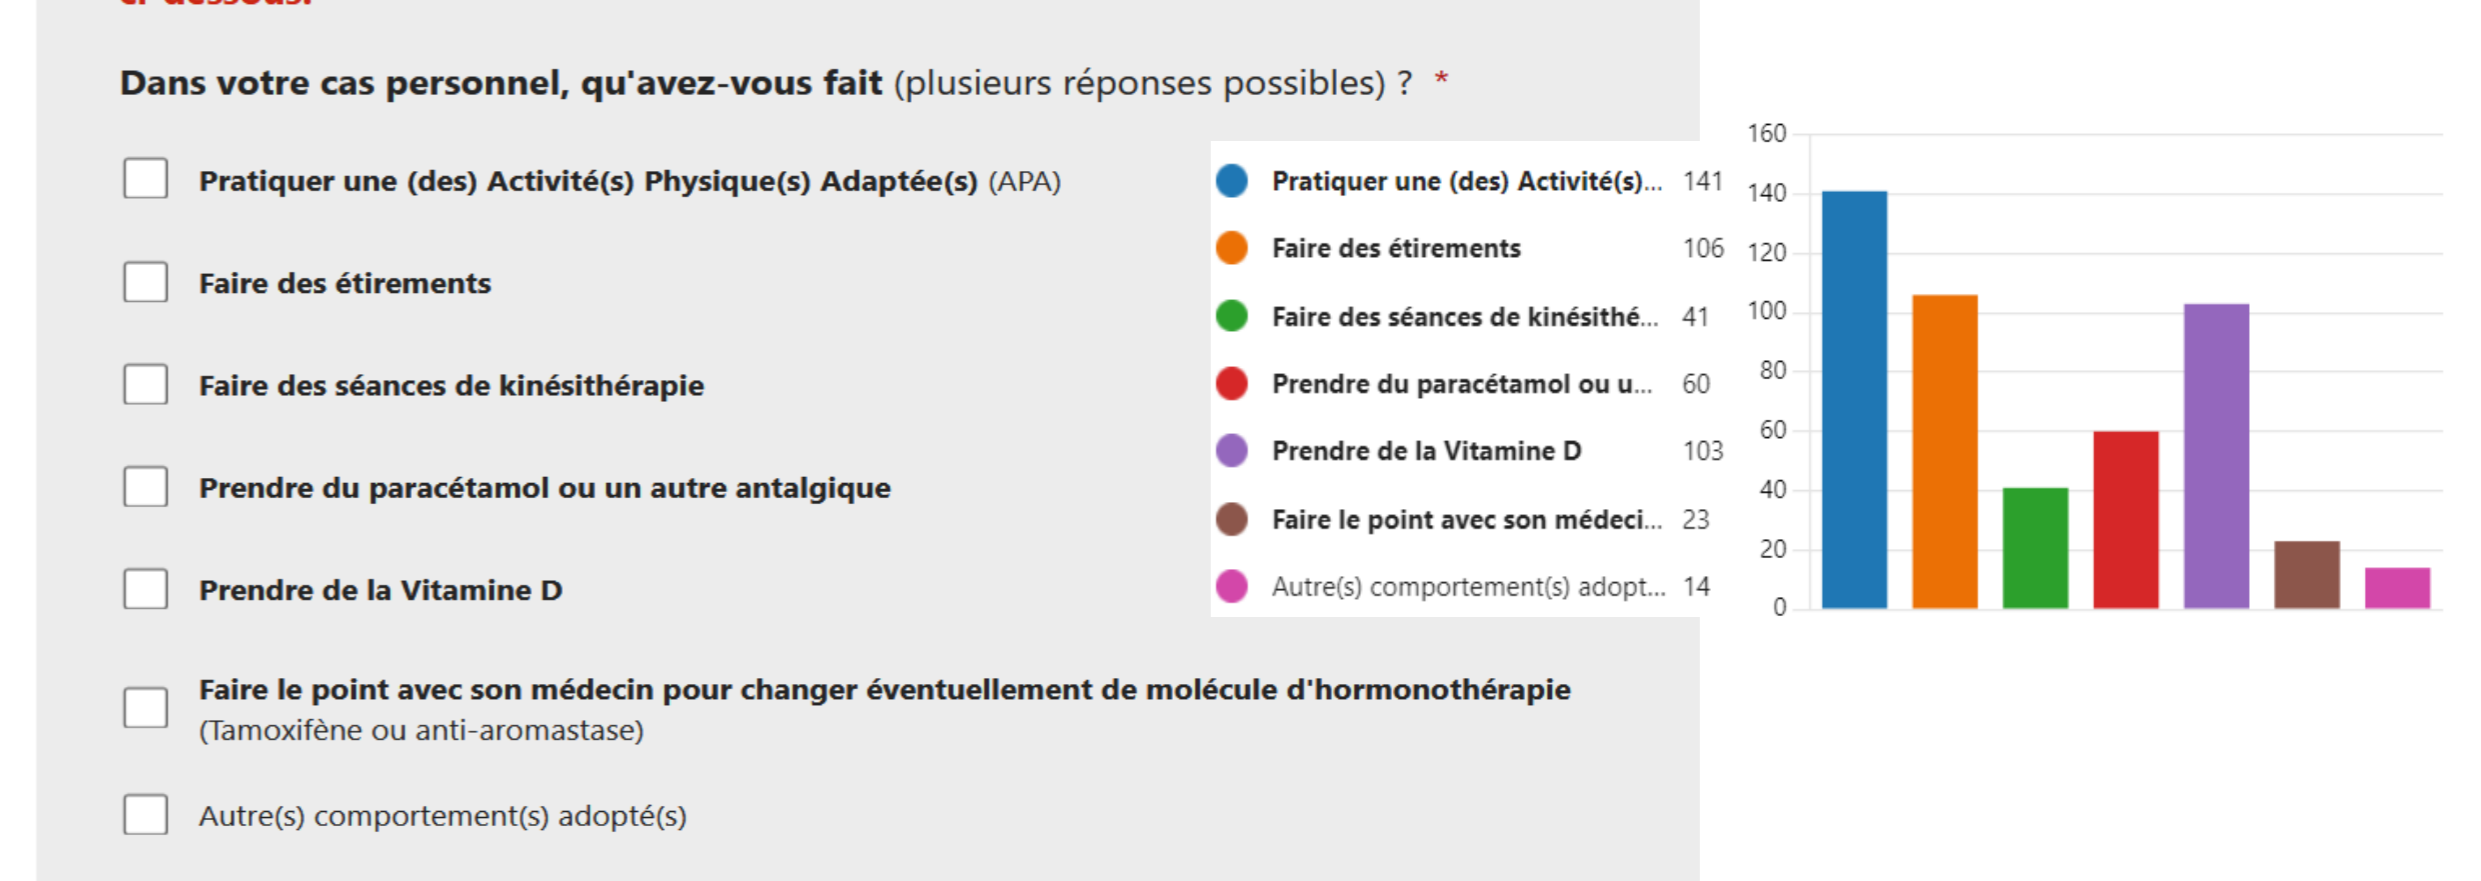 ci-dessous.
Dans votre cas personnel, qu'avez-vous fait (plusieurs réponses possibles) ? *
Pratiquer une (des) Activité(s) Physique(s) Adaptée(s) (APA)
Faire des étirements
Faire des séances de kinésithérapie
Prendre du paracétamol ou un autre antalgique
Prendre de la Vitamine D
Faire le point avec son médecin pour changer éventuellement de molécule d'hormonothérapie
(Tamoxifène ou anti-aromastase)
Autre(s) comportement(s) adopté(s)
Pratiquer une (des) Activité(s)... 141
Faire des étirements 106
Faire des séances de kinésithé... 41
Prendre du paracétamol ou u... 60
Prendre de la Vitamine D 103
Faire le point avec son médeci... 23
Autre(s) comportement(s) adopt... 14
160
140
120
100
80
60
40
20
0